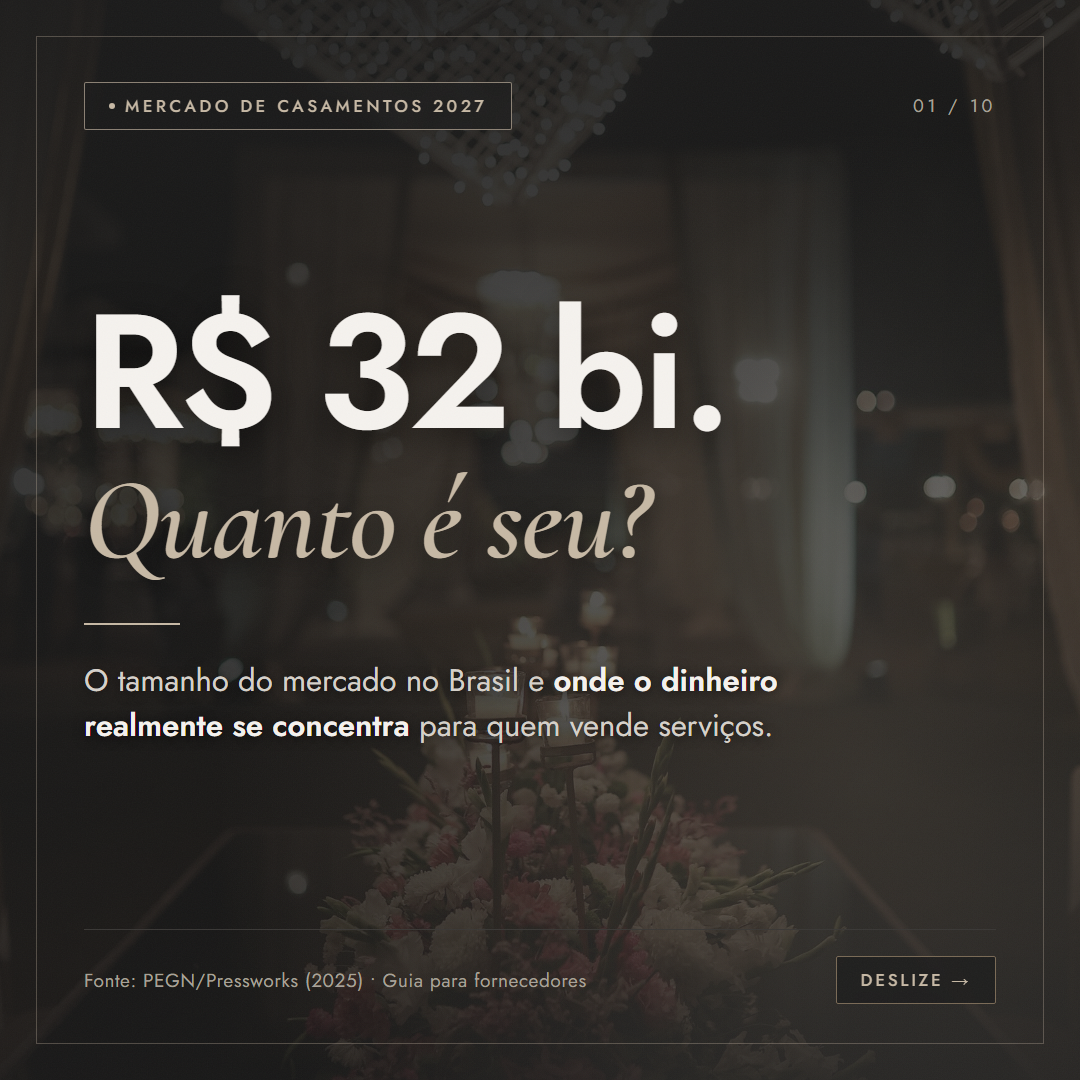 • MERCADO DE CASAMENTOS 2027
01 / 10
R$ 32 bi.
Quanto é seu?
O tamanho do mercado no Brasil e onde o dinheiro
realmente se concentra para quem vende serviços.
Fonte: PEGN/Pressworks (2025) · Guia para fornecedores
DESLIZE →